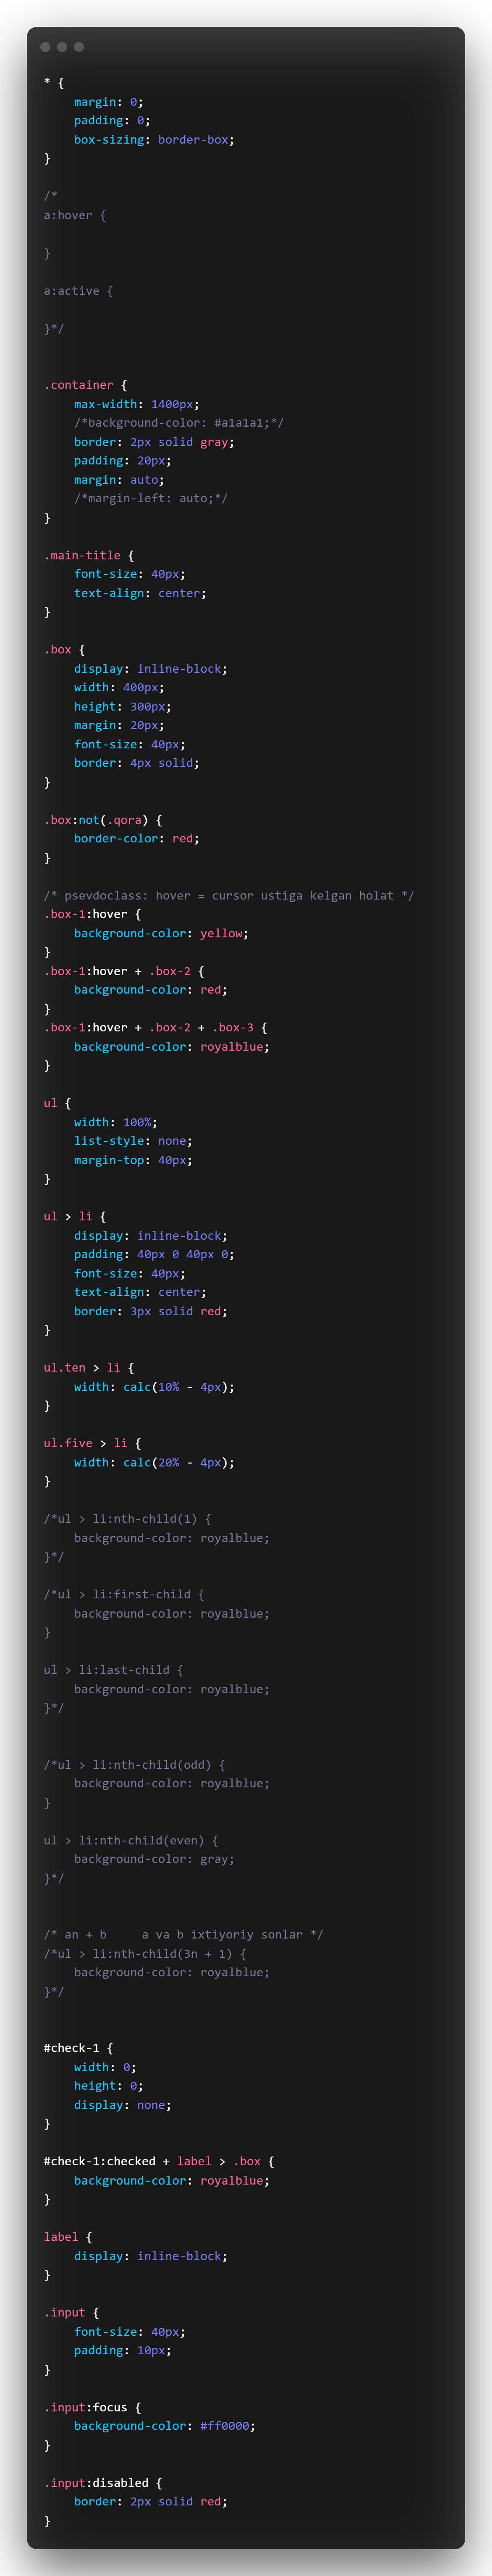 * {
    margin: 0;
    padding: 0;
    box-sizing: border-box;
}

/*
a:hover {

}

a:active {

}*/


.container {
    max-width: 1400px;
    /*background-color: #a1a1a1;*/
    border: 2px solid gray;
    padding: 20px;
    margin: auto;
    /*margin-left: auto;*/
}

.main-title {
    font-size: 40px;
    text-align: center;
}

.box {
    display: inline-block;
    width: 400px;
    height: 300px;
    margin: 20px;
    font-size: 40px;
    border: 4px solid;
}

.box:not(.qora) {
    border-color: red;
}

/* psevdoclass: hover = cursor ustiga kelgan holat */
.box-1:hover {
    background-color: yellow;
}
.box-1:hover + .box-2 {
    background-color: red;
}
.box-1:hover + .box-2 + .box-3 {
    background-color: royalblue;
}

ul {
    width: 100%;
    list-style: none;
    margin-top: 40px;
}

ul > li {
    display: inline-block;
    padding: 40px 0 40px 0;
    font-size: 40px;
    text-align: center;
    border: 3px solid red;
}

ul.ten > li {
    width: calc(10% - 4px);
}

ul.five > li {
    width: calc(20% - 4px);
}

/*ul > li:nth-child(1) {
    background-color: royalblue;
}*/

/*ul > li:first-child {
    background-color: royalblue;
}

ul > li:last-child {
    background-color: royalblue;
}*/


/*ul > li:nth-child(odd) {
    background-color: royalblue;
}

ul > li:nth-child(even) {
    background-color: gray;
}*/


/* an + b     a va b ixtiyoriy sonlar */
/*ul > li:nth-child(3n + 1) {
    background-color: royalblue;
}*/


#check-1 {
    width: 0;
    height: 0;
    display: none;
}

#check-1:checked + label > .box {
    background-color: royalblue;
}

label {
    display: inline-block;
}

.input {
    font-size: 40px;
    padding: 10px;
}

.input:focus {
    background-color: #ff0000;
}

.input:disabled {
    border: 2px solid red;
}